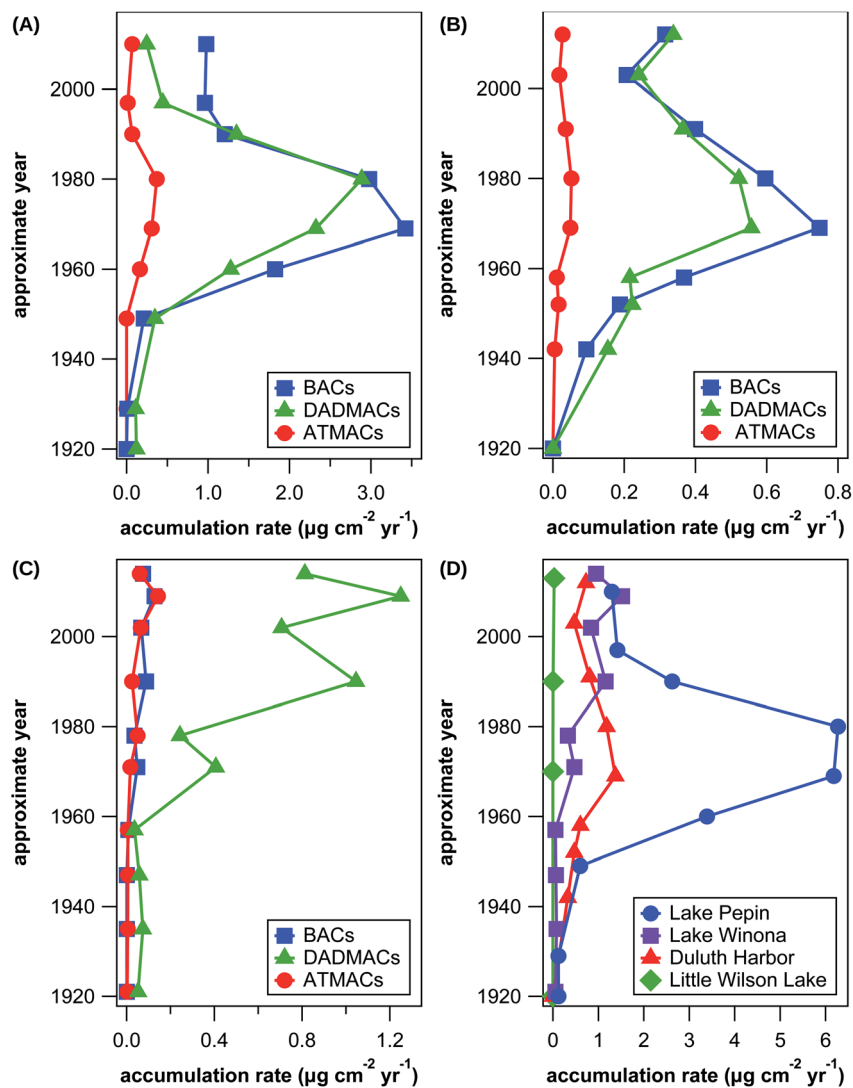 (A)
approximate year
2000
1980
1960
1940
1920
BACs
DADMACs
ATMACs
0.0 1.0 2.0 3.0
accumulation rate (µg cm⁻² yr⁻¹)
(B)
approximate year
2000
1980
1960
1940
1920
BACs
DADMACs
ATMACs
0.0 0.2 0.4 0.6 0.8
accumulation rate (µg cm⁻² yr⁻¹)
(C)
approximate year
2000
1980
1960
1940
1920
BACs
DADMACs
ATMACs
0.0 0.4 0.8 1.2
accumulation rate (µg cm⁻² yr⁻¹)
(D)
approximate year
2000
1980
1960
1940
1920
Lake Pepin
Lake Winona
Duluth Harbor
Little Wilson Lake
0 1 2 3 4 5 6
accumulation rate (µg cm⁻² yr⁻¹)